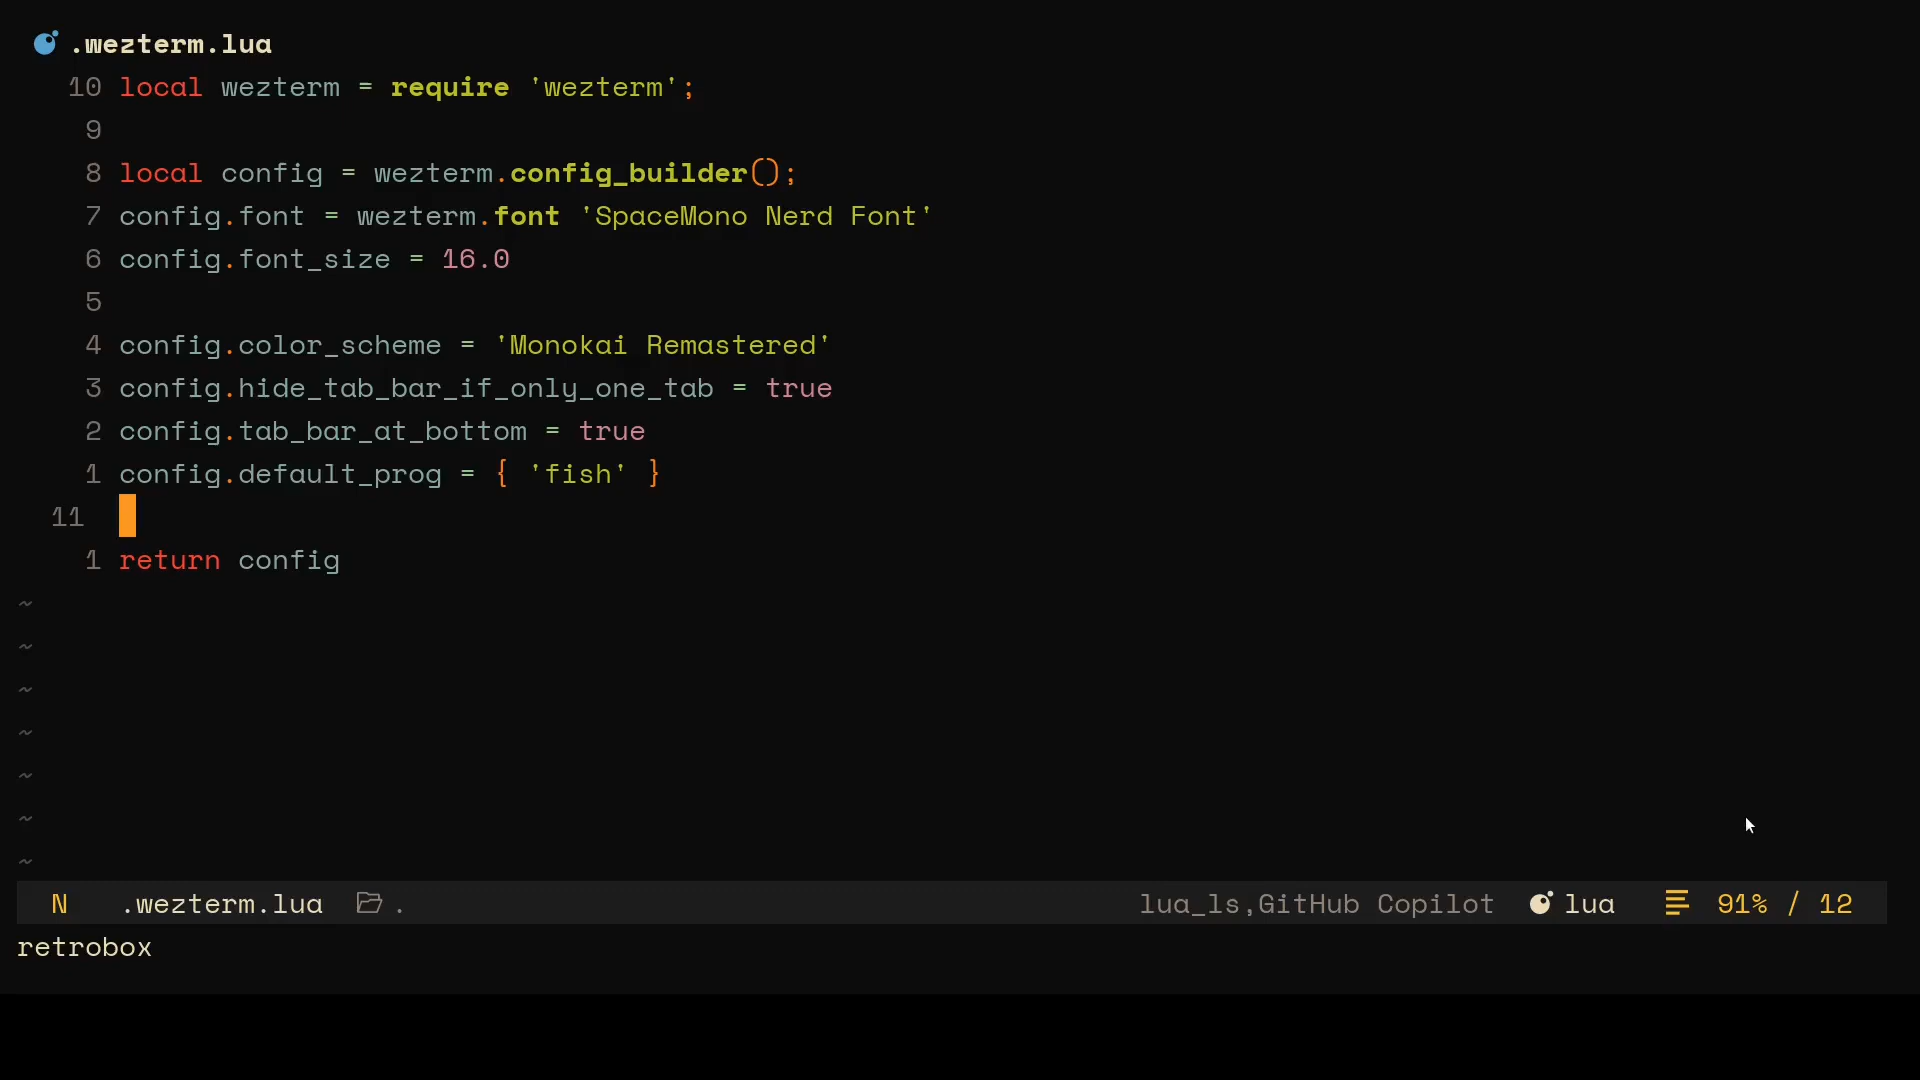 .wezterm.lua
10 local wezterm = require 'wezterm';
9
8 local config = wezterm.config_builder();
7 config.font = wezterm.font 'SpaceMono Nerd Font'
6 config.font_size = 16.0
5
4 config.color_scheme = 'Monokai Remastered'
3 config.hide_tab_bar_if_only_one_tab = true
2 config.tab_bar_at_bottom = true
1 config.default_prog = { 'fish' }
11
1 return config
~
~
~
~
~
~
~
N .wezterm.lua . lua_ls,GitHub Copilot lua 91% / 12
retrobox